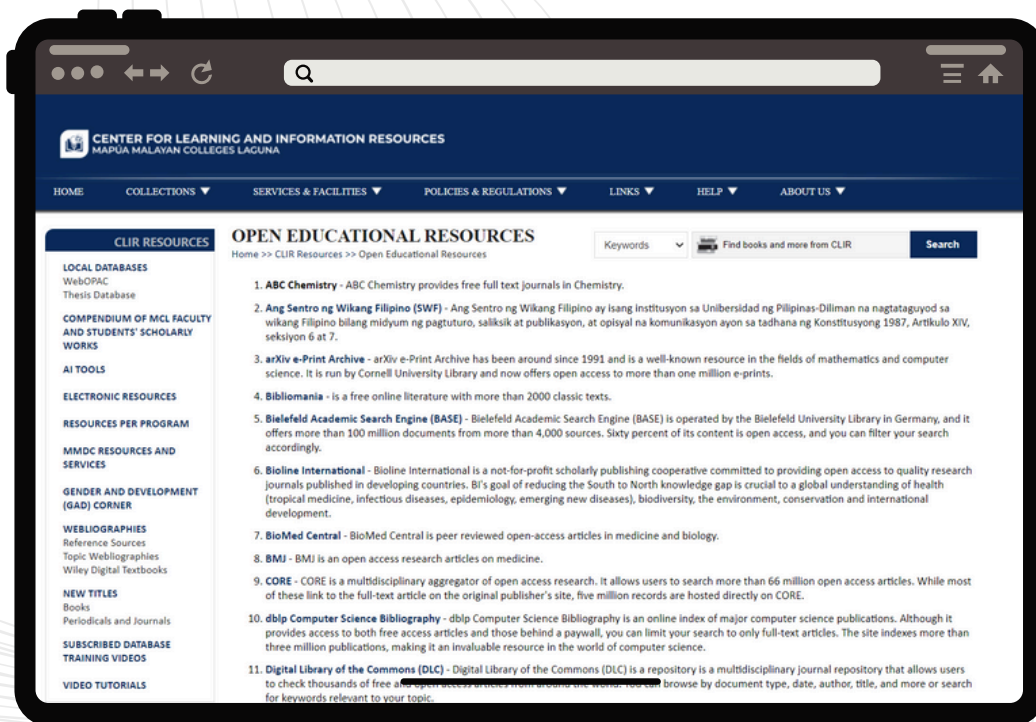 CENTER FOR LEARNING AND INFORMATION RESOURCES
MAPÚA MALAYAN COLLEGES LAGUNA
HOME COLLECTIONS ▼ SERVICES & FACILITIES ▼ POLICIES & REGULATIONS ▼ LINKS ▼ HELP ▼ ABOUT US ▼
CLIR RESOURCES
LOCAL DATABASES
WebOPAC
Thesis Database
COMPENDIUM OF MCL FACULTY
AND STUDENTS' SCHOLARLY
WORKS
AI TOOLS
ELECTRONIC RESOURCES
RESOURCES PER PROGRAM
MMDC RESOURCES AND
SERVICES
GENDER AND DEVELOPMENT
(GAD) CORNER
WEBLIOGRAPHIES
Reference Sources
Topic Webliographies
Wiley Digital Textbooks
NEW TITLES
Books
Periodicals and Journals
SUBSCRIBED DATABASE
TRAINING VIDEOS
VIDEO TUTORIALS
OPEN EDUCATIONAL RESOURCES
Home >> CLIR Resources >> Open Educational Resources
Keywords Find books and more from CLIR Search
1. ABC Chemistry - ABC Chemistry provides free full text journals in Chemistry.
2. Ang Sentro ng Wikang Filipino (SWF) - Ang Sentro ng Wikang Filipino ay isang institusyon sa Unibersidad ng Pilipinas-Diliman na nagtataguyod sa
wikang Filipino bilang midyum ng pagtuturo, saliksik at publikasyon, at opisyal na komunikasyon ayon sa tadhana ng Konstitusyong 1987, Artikulo XIV,
seksiyon 6 at 7.
3. arXiv e-Print Archive - arXiv e-Print Archive has been around since 1991 and is a well-known resource in the fields of mathematics and computer
science. It is run by Cornell University Library and now offers open access to more than one million e-prints.
4. Bibliomania - is a free online literature with more than 2000 classic texts.
5. Bielefeld Academic Search Engine (BASE) - Bielefeld Academic Search Engine (BASE) is operated by the Bielefeld University Library in Germany, and it
offers more than 100 million documents from more than 4,000 sources. Sixty percent of its content is open access, and you can filter your search
accordingly.
6. Bioline International - Bioline International is a not-for-profit scholarly publishing cooperative committed to providing open access to quality research
journals published in developing countries. BI's goal of reducing the South to North knowledge gap is crucial to a global understanding of health
(tropical medicine, infectious diseases, epidemiology, emerging new diseases), biodiversity, the environment, conservation and international
development.
7. BioMed Central - BioMed Central is peer reviewed open-access articles in medicine and biology.
8. BMJ - BMJ is an open access research articles on medicine.
9. CORE - CORE is a multidisciplinary aggregator of open access research. It allows users to search more than 66 million open access articles. While most
of these link to the full-text article on the original publisher's site, five million records are hosted directly on CORE.
10. dblp Computer Science Bibliography - dblp Computer Science Bibliography is an online index of major computer science publications. Although it
provides access to both free access articles and those behind a paywall, you can limit your search to only full-text articles. The site indexes more than
three million publications, making it an invaluable resource in the world of computer science.
11. Digital Library of the Commons (DLC) - Digital Library of the Commons (DLC) is a repository is a multidisciplinary journal repository that allows users
to check thousands of free and open access articles from around the world. You can browse by document type, date, author, title, and more or search
for keywords relevant to your topic.